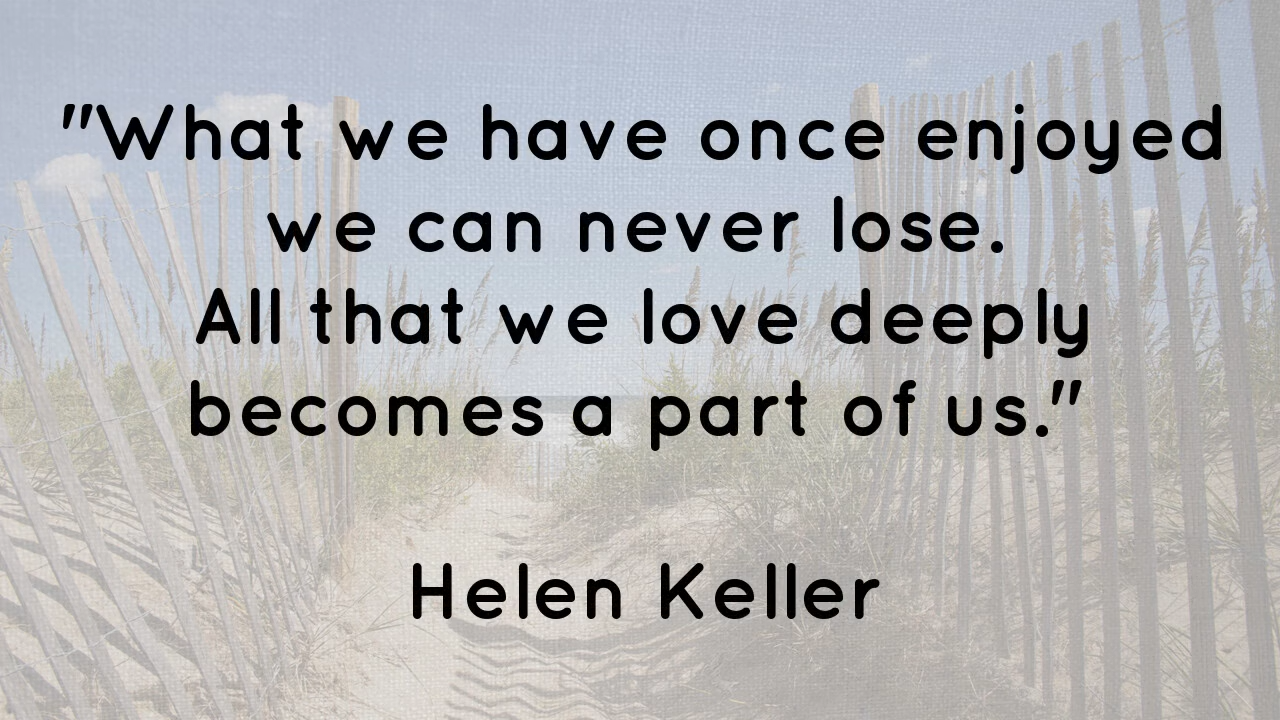 "What we have once enjoyed
we can never lose.
All that we love deeply
becomes a part of us."
Helen Keller